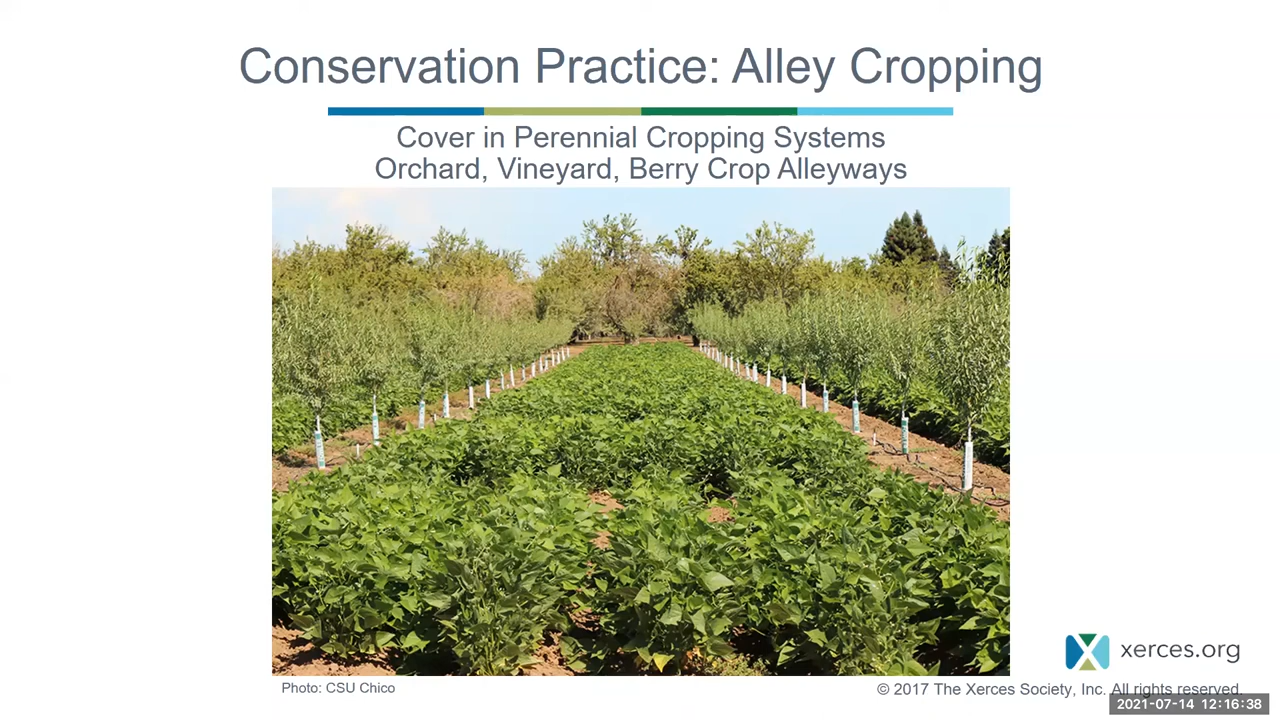 Conservation Practice: Alley Cropping
Cover in Perennial Cropping Systems
Orchard, Vineyard, Berry Crop Alleyways
xerces.org
Photo: CSU Chico
© 2017 The Xerces Society, Inc. All rights reserved.
2021-07-14 12:16:38